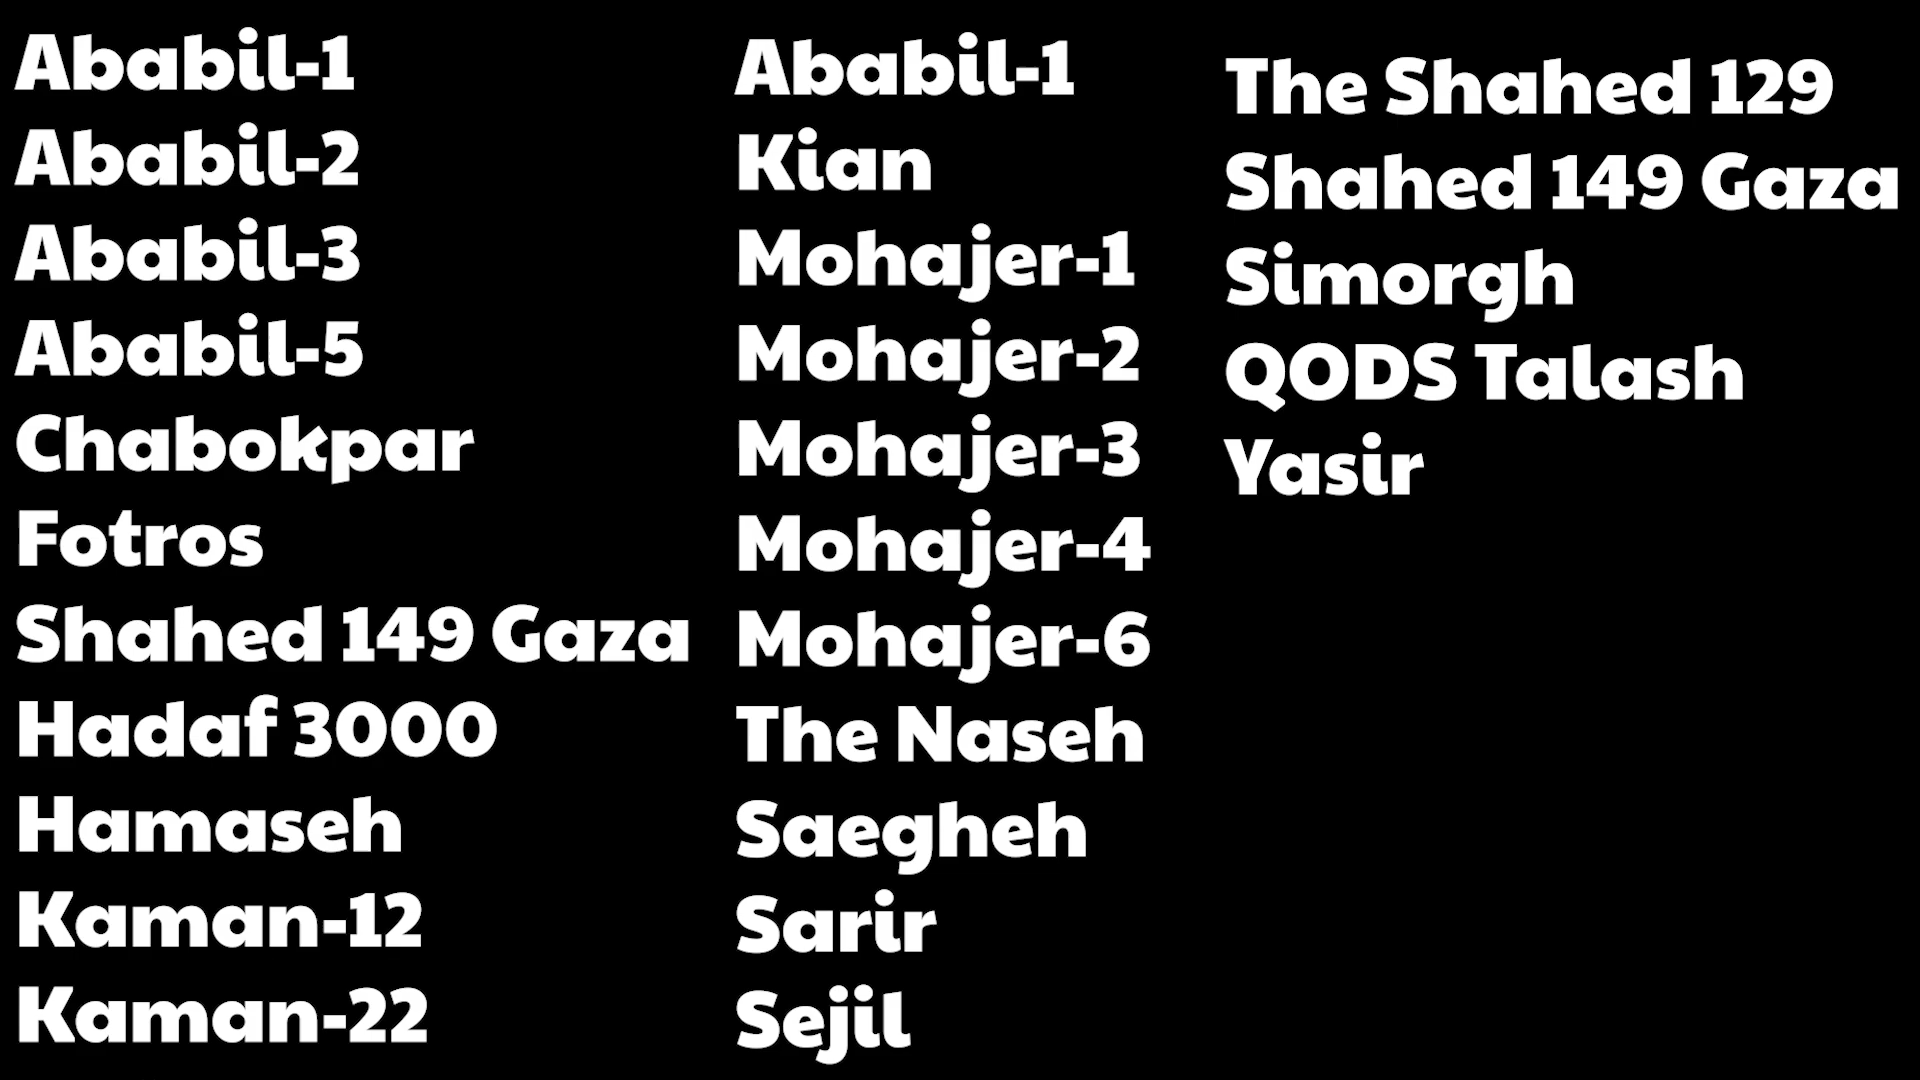 Ababil-1
Ababil-2
Ababil-3
Ababil-5
Chabokpar
Fotros
Shahed 149 Gaza
Hadaf 3000
Hamaseh
Kaman-12
Kaman-22
Ababil-1
Kian
Mohajer-1
Mohajer-2
Mohajer-3
Mohajer-4
Mohajer-6
The Naseh
Saegheh
Sarir
Sejil
The Shahed 129
Shahed 149 Gaza
Simorgh
QODS Talash
Yasir